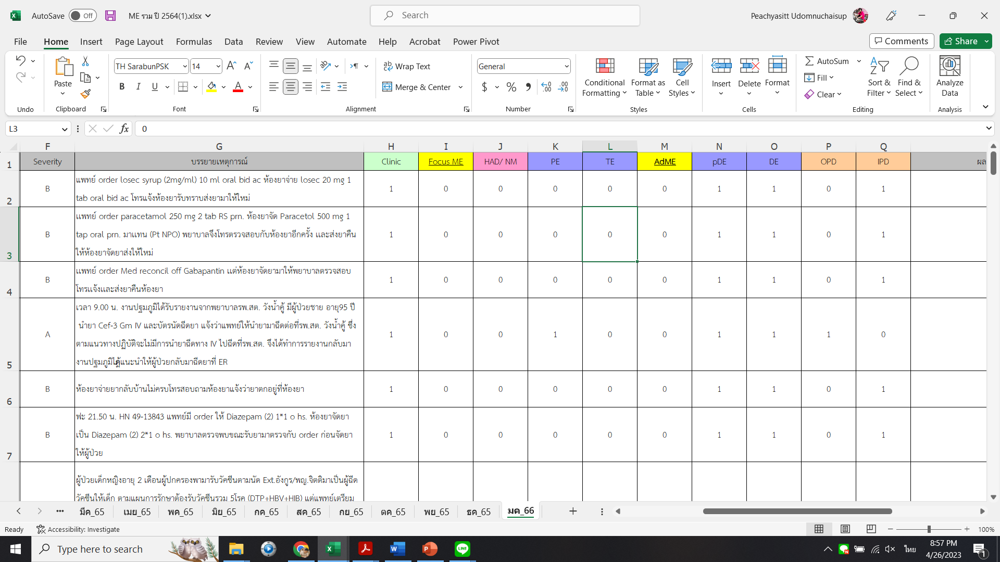 AutoSave Off ME รวม ปี 2564(1).xlsx Search Peachyasitt Udomnuchaisup
File Home Insert Page Layout Formulas Data Review View Automate Help Acrobat Power Pivot Comments Share
TH SarabunPSK 14 Wrap Text General AutoSum
Paste B I U Merge & Center $ % Conditional Formatting Format as Table Cell Styles Insert Delete Format Fill Clear Sort & Filter Find & Select Analyze Data
Undo Clipboard Font Alignment Number Styles Cells Editing Analysis
L3 fx 0
F G H I J K L M N O P Q
1 Severity บรรยายเหตุการณ์ Clinic Focus ME HAD/ NM PE TE AdME pDE DE OPD IPD ผล
แพทย์ order losec syrup (2mg/ml) 10 ml oral bid ac ห้องยาจ่าย losec 20 mg 1
2 B tab oral bid ac โทรแจ้งห้องยารับทราบส่งยามาให้ใหม่ 1 0 0 0 0 0 1 1 0 1
แพทย์ order paracetamol 250 mg 2 tab RS prn. ห้องยาจัด Paracetol 500 mg 1
B tap oral prn. มาแทน (Pt NPO) พยาบาลจึงโทรตรวจสอบกับห้องยาอีกครั้ง และส่งยาคืน 1 0 0 0 0 0 1 1 0 1
3 ให้ห้องยาจัดยาส่งให้ใหม่
แพทย์ order Med reconcil off Gabapantin แต่ห้องยาจัดยามาให้พยาบาลตรวจสอบ
4 B โทรแจ้งและส่งยาคืนห้องยา 1 0 0 0 0 0 1 1 0 1
เวลา 9.00 น. งานปฐมภูมิได้รับรายงานจากพยาบาลรพ.สต. วังน้ำคู้ มีผู้ป่วยชาย อายุ95 ปี
นำยา Cef-3 Gm IV และบัตรนัดฉีดยา แจ้งว่าแพทย์ให้นำยามาฉีดต่อที่รพ.สต. วังน้ำคู้ ซึ่ง
A ตามแนวทางปฏิบัติจะไม่มีการนำยาฉีดทาง IV ไปฉีดที่รพ.สต. จึงได้ทำการรายงานกลับมา 1 0 0 1 0 0 1 1 1 0
5 งานปฐมภูมิได้แนะนำให้ผู้ป่วยกลับมาฉีดยาที่ ER
6 B ห้องยาจ่ายยากลับบ้านไม่ครบโทรสอบถามห้องยาแจ้งว่ายาตกอยู่ที่ห้องยา 1 0 0 0 0 0 1 1 0 1
ฟะ 21.50 น. HN 49-13843 แพทย์มี order ให้ Diazepam (2) 1*1 o hs. ห้องยาจัดยา
B เป็น Diazepam (2) 2*1 o hs. พยาบาลตรวจพบขณะรับยามาตรวจกับ order ก่อนจัดยา 1 0 0 0 0 0 1 1 0 1
7 ให้ผู้ป่วย
ผู้ป่วยเด็กหญิงอายุ 2 เดือนผู้ปกครองพามารับวัคซีนตามนัด Ext.อังกูร/พญ.จิตติมาเป็นผู้ฉีด
วัคซีนให้เด็ก ตามแผนการรักษาต้องรับวัคซีนรวม 5โรค (DTP+HBV+HIB) แต่แพทย์เตรียม
มีค_65 เมย_65 พค_65 มิย_65 กค_65 สค_65 กย_65 ตค_65 พย_65 ธค_65 มค_66
Ready Accessibility: Investigate 100%
Type here to search ไทย 8:57 PM
4/26/2023 1